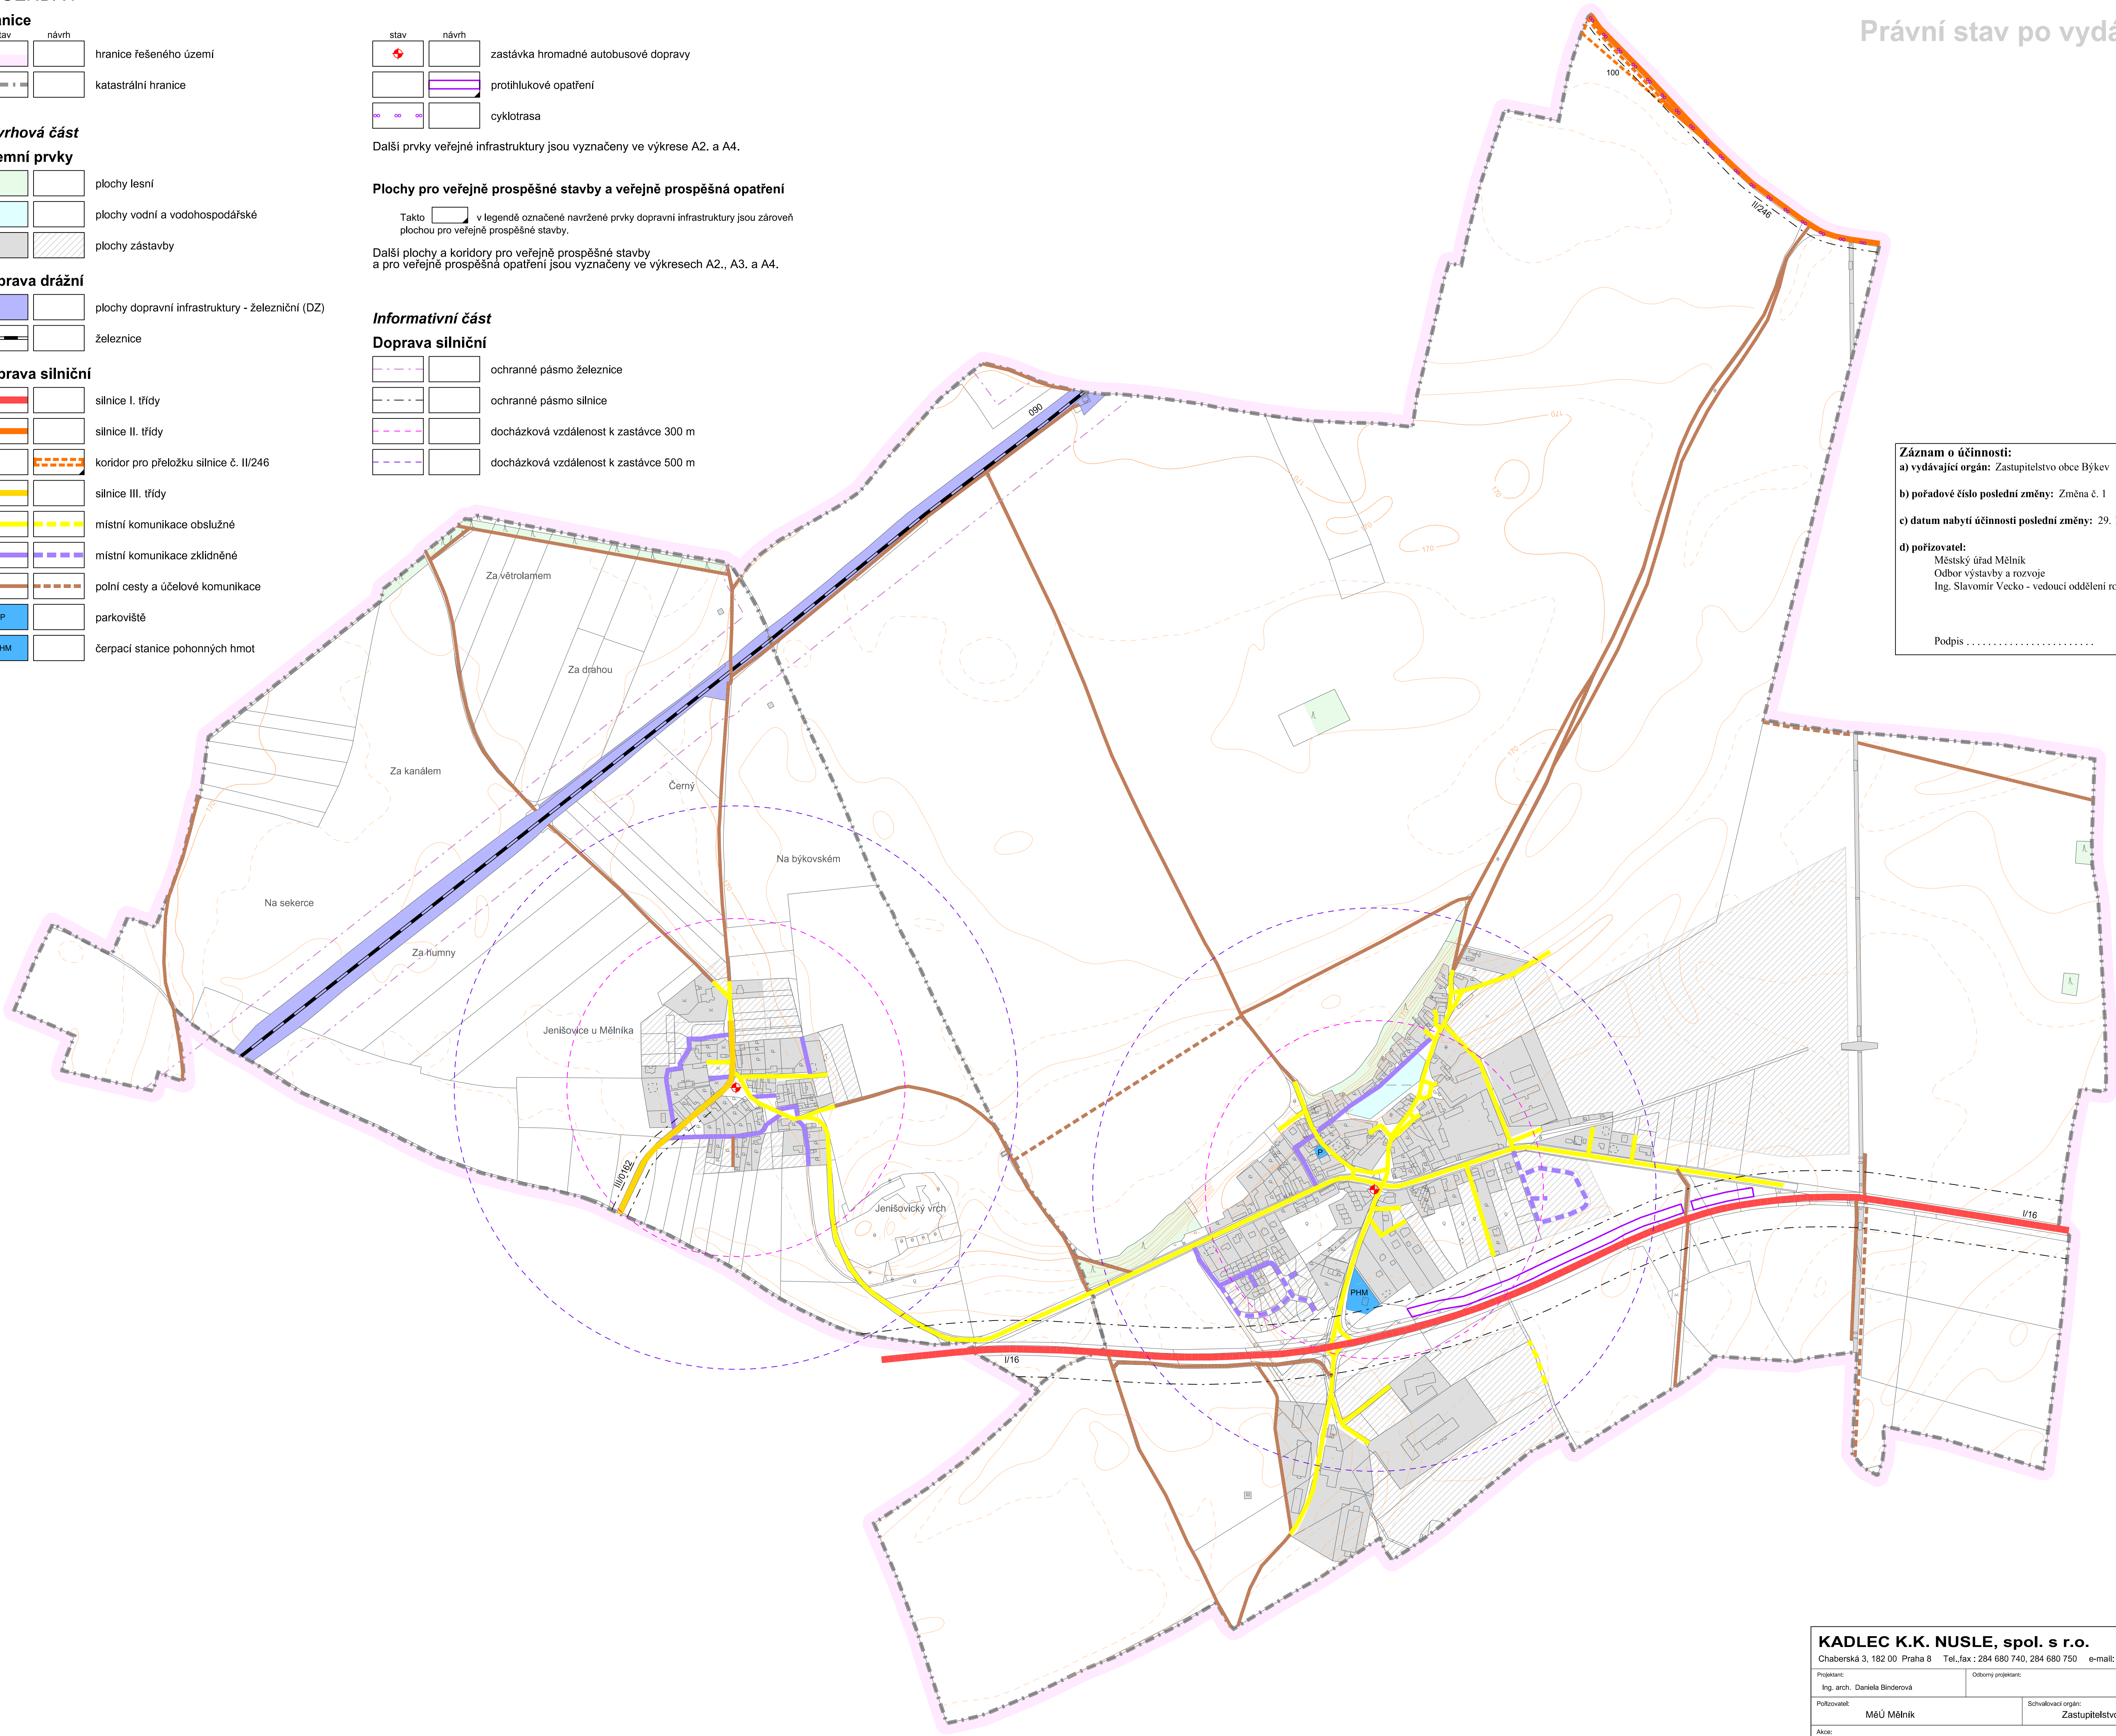 Právní stav po vydá
stav
návrh
hranice řešeného území
katastrální hranice
plochy lesní
plochy vodní a vodohospodářské
plochy zástavby
plochy dopravní infrastruktury - železniční (DZ)
železnice
silnice I. třídy
silnice II. třídy
koridor pro přeložku silnice č. II/246
silnice III. třídy
místní komunikace obslužné
místní komunikace zklidněné
polní cesty a účelové komunikace
P parkoviště
čerpací stanice pohonných hmot
stav návrh
zastávka hromadné autobusové dopravy
protihlukové opatření
cyklotrasa
Další prvky veřejné infrastruktury jsou vyznačeny ve výkrese A2. a A4.
Plochy pro veřejně prospěšné stavby a veřejně prospěšná opatření
Takto v legendě označené navržené prvky dopravní infrastruktury jsou zároveň
plochou pro veřejně prospěšné stavby.
Další plochy a koridory pro veřejně prospěšné stavby
a pro veřejně prospěšná opatření jsou vyznačeny ve výkresech A2., A3. a A4.
Informativní část
Doprava silniční
ochranné pásmo železnice
ochranné pásmo silnice
docházková vzdálenost k zastávce 300 m
docházková vzdálenost k zastávce 500 m
100
II/246
090
170
170
170
170
170
Za větrolamem
Za drahou
Za kanálem
Černý
Na býkovském
Na sekerce
Za humny
Jenišovice u Mělníka
III/0162
Jenišovický vrch
P
PHM
I/16
I/16
Záznam o účinnosti:
a) vydávající orgán: Zastupitelstvo obce Býkev
b) pořadové číslo poslední změny: Změna č. 1
c) datum nabytí účinnosti poslední změny: 29.
d) pořizovatel:
Městský úřad Mělník
Odbor výstavby a rozvoje
Ing. Slavomír Vecko - vedoucí oddělení
Podpis . . . . . . . . . . . . . . . . . . . . . . . .
KADLEC K.K. NUSLE, spol. s r.o.
Chaberská 3, 182 00 Praha 8 Tel.,fax : 284 680 740, 284 680 750 e-mail:
Projektant:
Odborný projektant:
Ing. arch. Daniela Binderová
Pořizovatel:
Schvalovací orgán:
MěÚ Mělník
Zastupitelstvo
Akce: